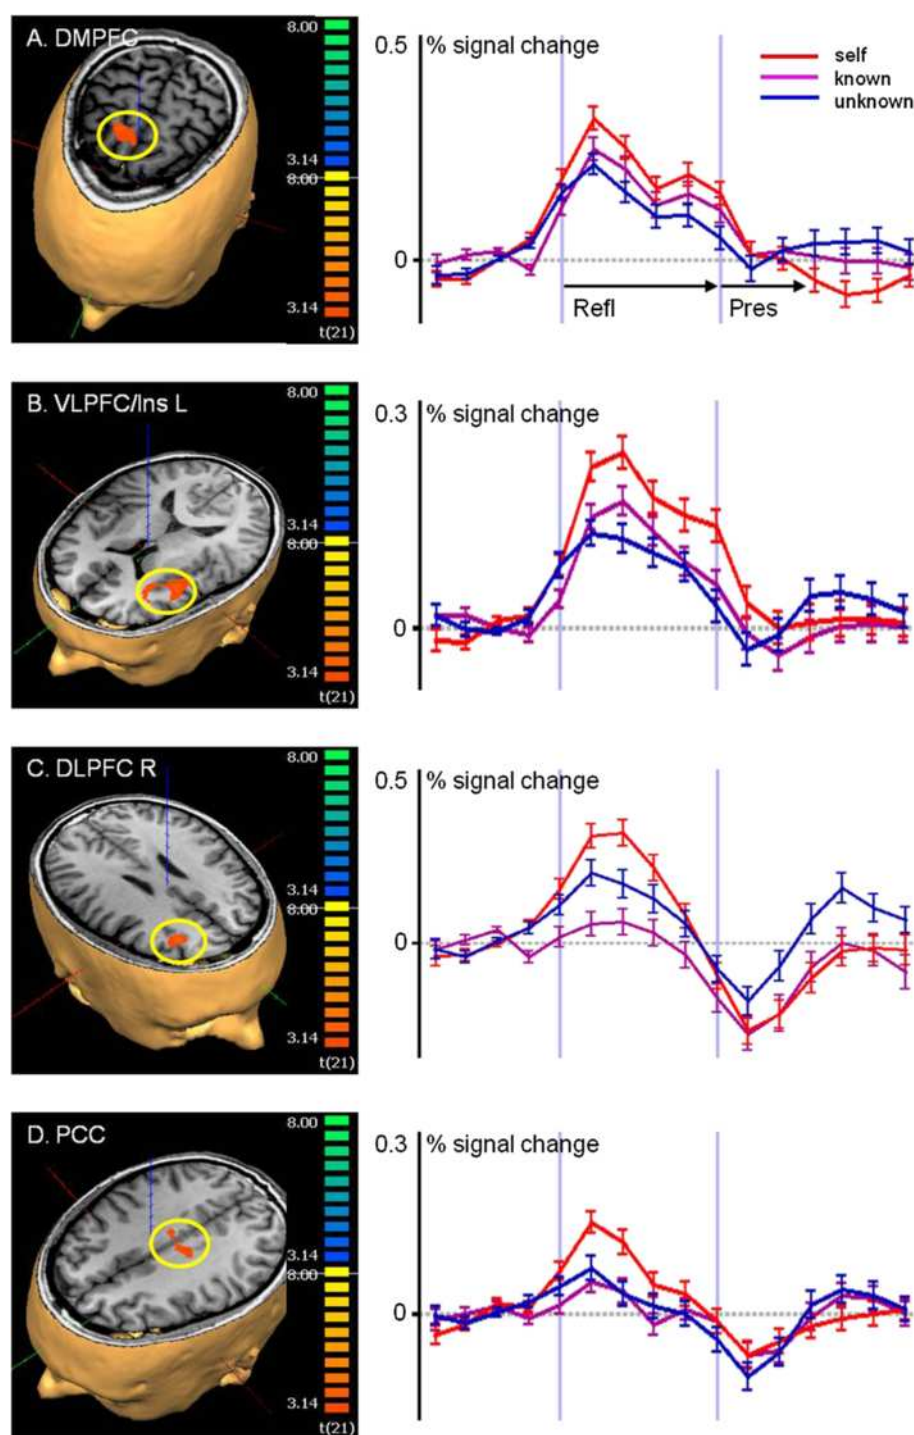 A. DMPFC
8.00
3.14
8.00
3.14
t(21)
0.5
% signal change
0
Refl
Pres
self
known
unknown
B. VLPFC/Ins L
8.00
3.14
8.00
3.14
t(21)
0.3
% signal change
0
C. DLPFC R
8.00
3.14
8.00
3.14
t(21)
0.5
% signal change
0
D. PCC
8.00
3.14
8.00
3.14
t(21)
0.3
% signal change
0